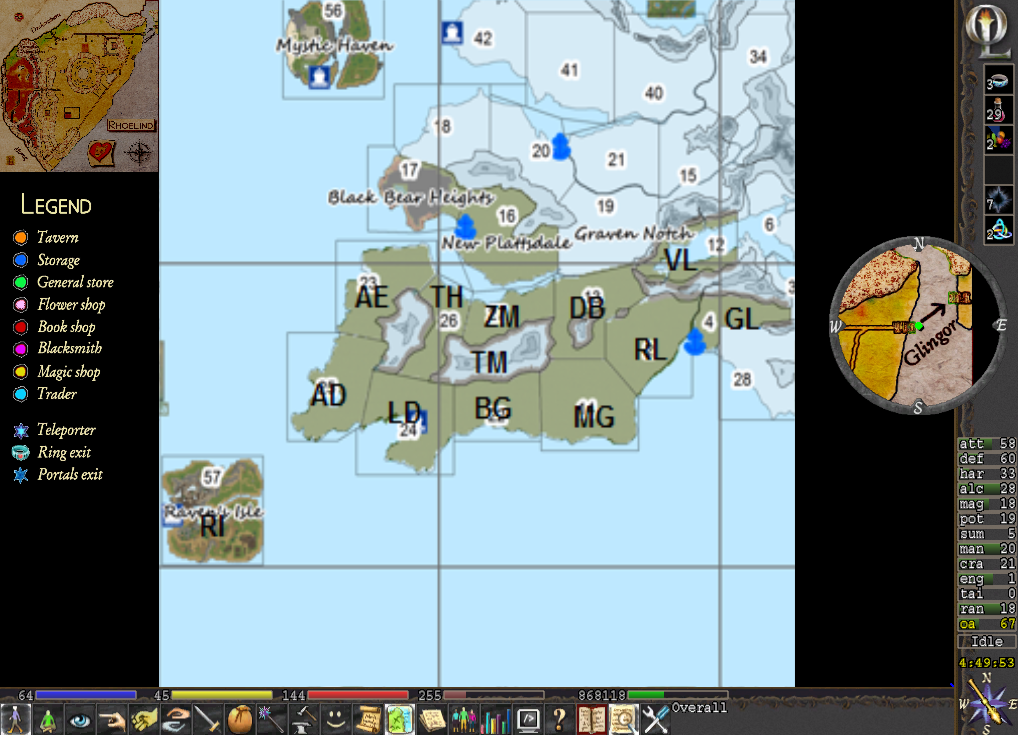 RHOELIND
LEGEND
Tavern
Storage
General store
Flower shop
Book shop
Blacksmith
Magic shop
Trader
Teleporter
Ring exit
Portals exit
56
Mystic Haven
42
41
40
34
18
20
21
15
17
Black Bear Heights
16
19
New Plattsdale
Graven Notch
12
6
VL
AE
TH
26
ZM
DB
4
GL
TM
RL
28
AD
LD
24
BG
MG
57
Raven's Isle
RI
OL
3
29
2
7
2
N
W
E
S
Glingor
att 58
def 60
har 33
alc 28
mag 18
pot 19
sum 5
man 20
cra 21
eng 1
tai 0
ran 18
oa 67
Idle
4:49:53
N
W
E
S
64
45
144
255
868118
Overall